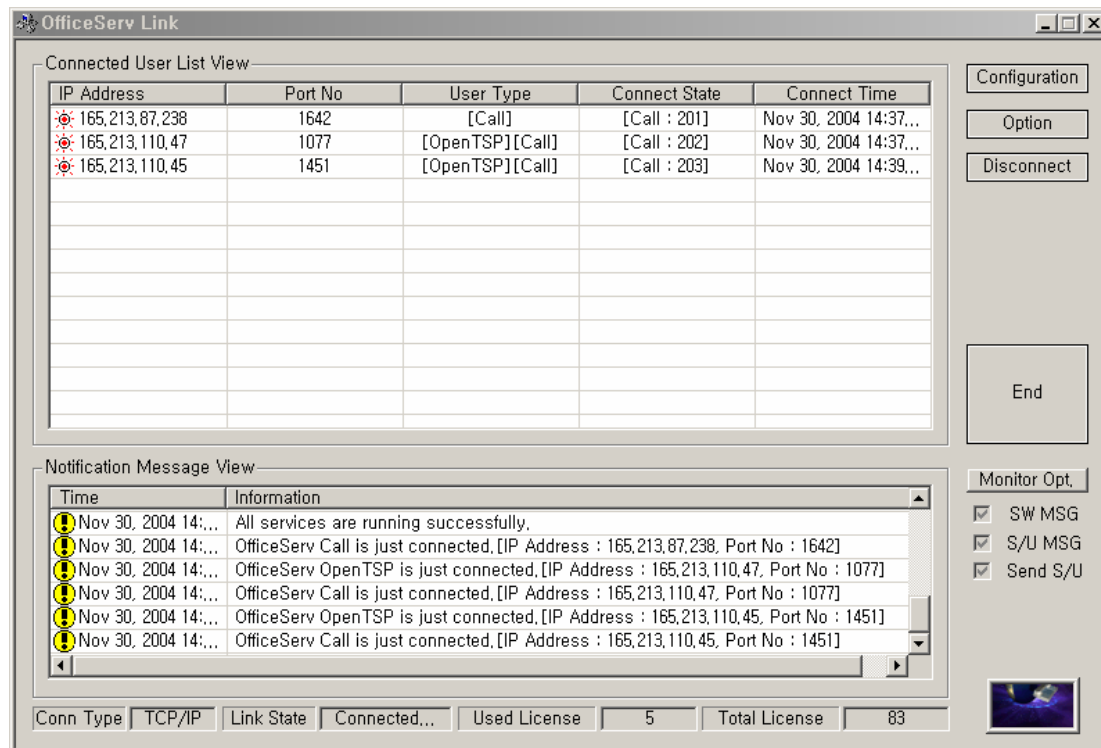 OfficeServ Link
Connected User List View
IP Address Port No User Type Connect State Connect Time
165,213,87,238 1642 [Call] [Call : 201] Nov 30, 2004 14:37,,,
165,213,110,47 1077 [OpenTSP][Call] [Call : 202] Nov 30, 2004 14:37,,,
165,213,110,45 1451 [OpenTSP][Call] [Call : 203] Nov 30, 2004 14:39,,,
Configuration
Option
Disconnect
End
Notification Message View
Time Information
Nov 30, 2004 14:,,, All services are running successfully,
Nov 30, 2004 14:,,, OfficeServ Call is just connected,[IP Address : 165,213,87,238, Port No : 1642]
Nov 30, 2004 14:,,, OfficeServ OpenTSP is just connected,[IP Address : 165,213,110,47, Port No : 1077]
Nov 30, 2004 14:,,, OfficeServ Call is just connected,[IP Address : 165,213,110,47, Port No : 1077]
Nov 30, 2004 14:,,, OfficeServ OpenTSP is just connected,[IP Address : 165,213,110,45, Port No : 1451]
Nov 30, 2004 14:,,, OfficeServ Call is just connected,[IP Address : 165,213,110,45, Port No : 1451]
Monitor Opt,
SW MSG
S/U MSG
Send S/U
Conn Type TCP/IP Link State Connected,,, Used License 5 Total License 83